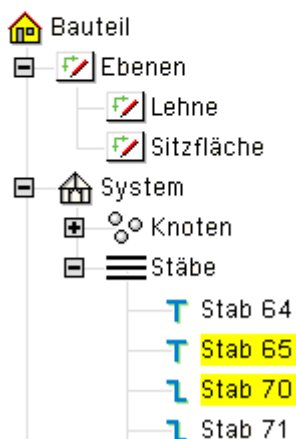 Bauteil
Ebenen
Lehne
Sitzfläche
System
Knoten
Stäbe
Stab 64
Stab 65
Stab 70
Stab 71